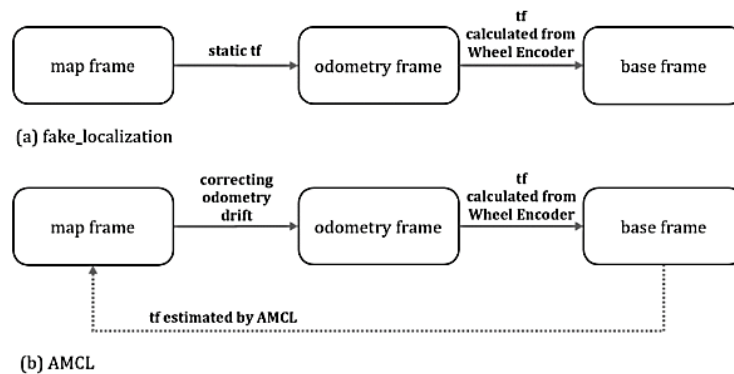 static tf
tf
calculated from
Wheel Encoder
map frame
odometry frame
base frame
(a) fake_localization
correcting
odometry
drift
tf
calculated from
Wheel Encoder
map frame
odometry frame
base frame
tf estimated by AMCL
(b) AMCL